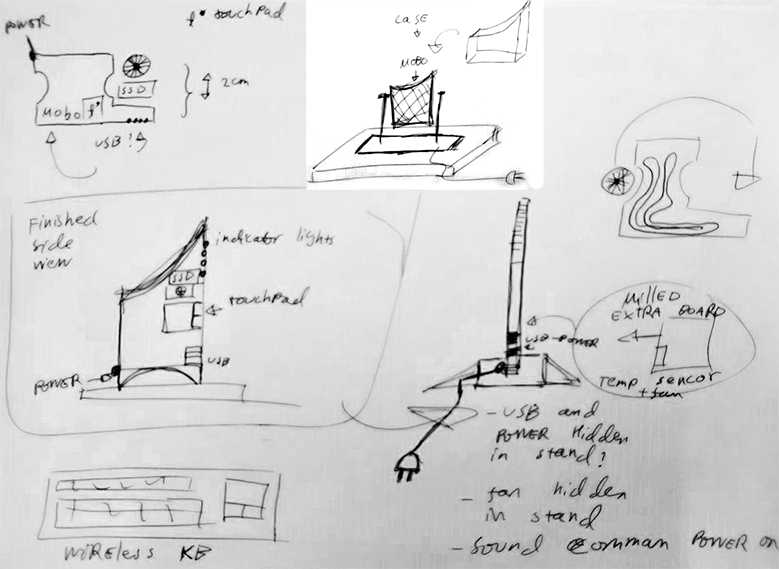 POWER
f* touchpad
SSD
2cm
Mobo f*
USB!?
CASE
MOBO
Finished
side
view
indicator lights
SSD
touchpad
USB
POWER
USB-POWER
MILLED
EXTRA BOARD
Temp sencor
+ fan
- USB and
POWER Hidden
in stand?
- fan hidden
in stand
- Sound comman POWER on
WIRELESS KB